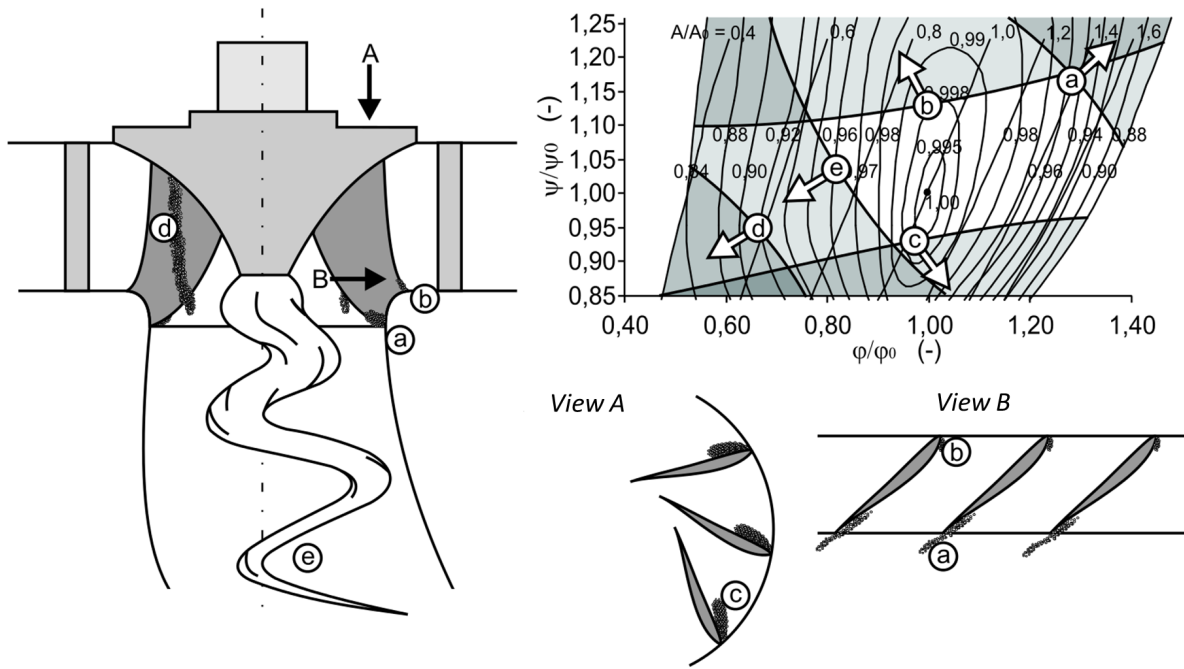 A
d
B
b
a
e
ψ/ψ0 (-)
1,25
1,20
1,15
1,10
1,05
1,00
0,95
0,90
0,85
0,40
0,60
0,80
1,00
1,20
1,40
φ/φ0 (-)
A/A0 = 0,4
0,6
0,8
0,99
1,0
1,2
1,4
1,6
a
0,998
b
0,88
0,92
0,96
0,98
0,995
0,98
0,94
0,88
0,84
0,90
e
0,97
0,96
0,90
1,00
d
c
View A
c
View B
b
a